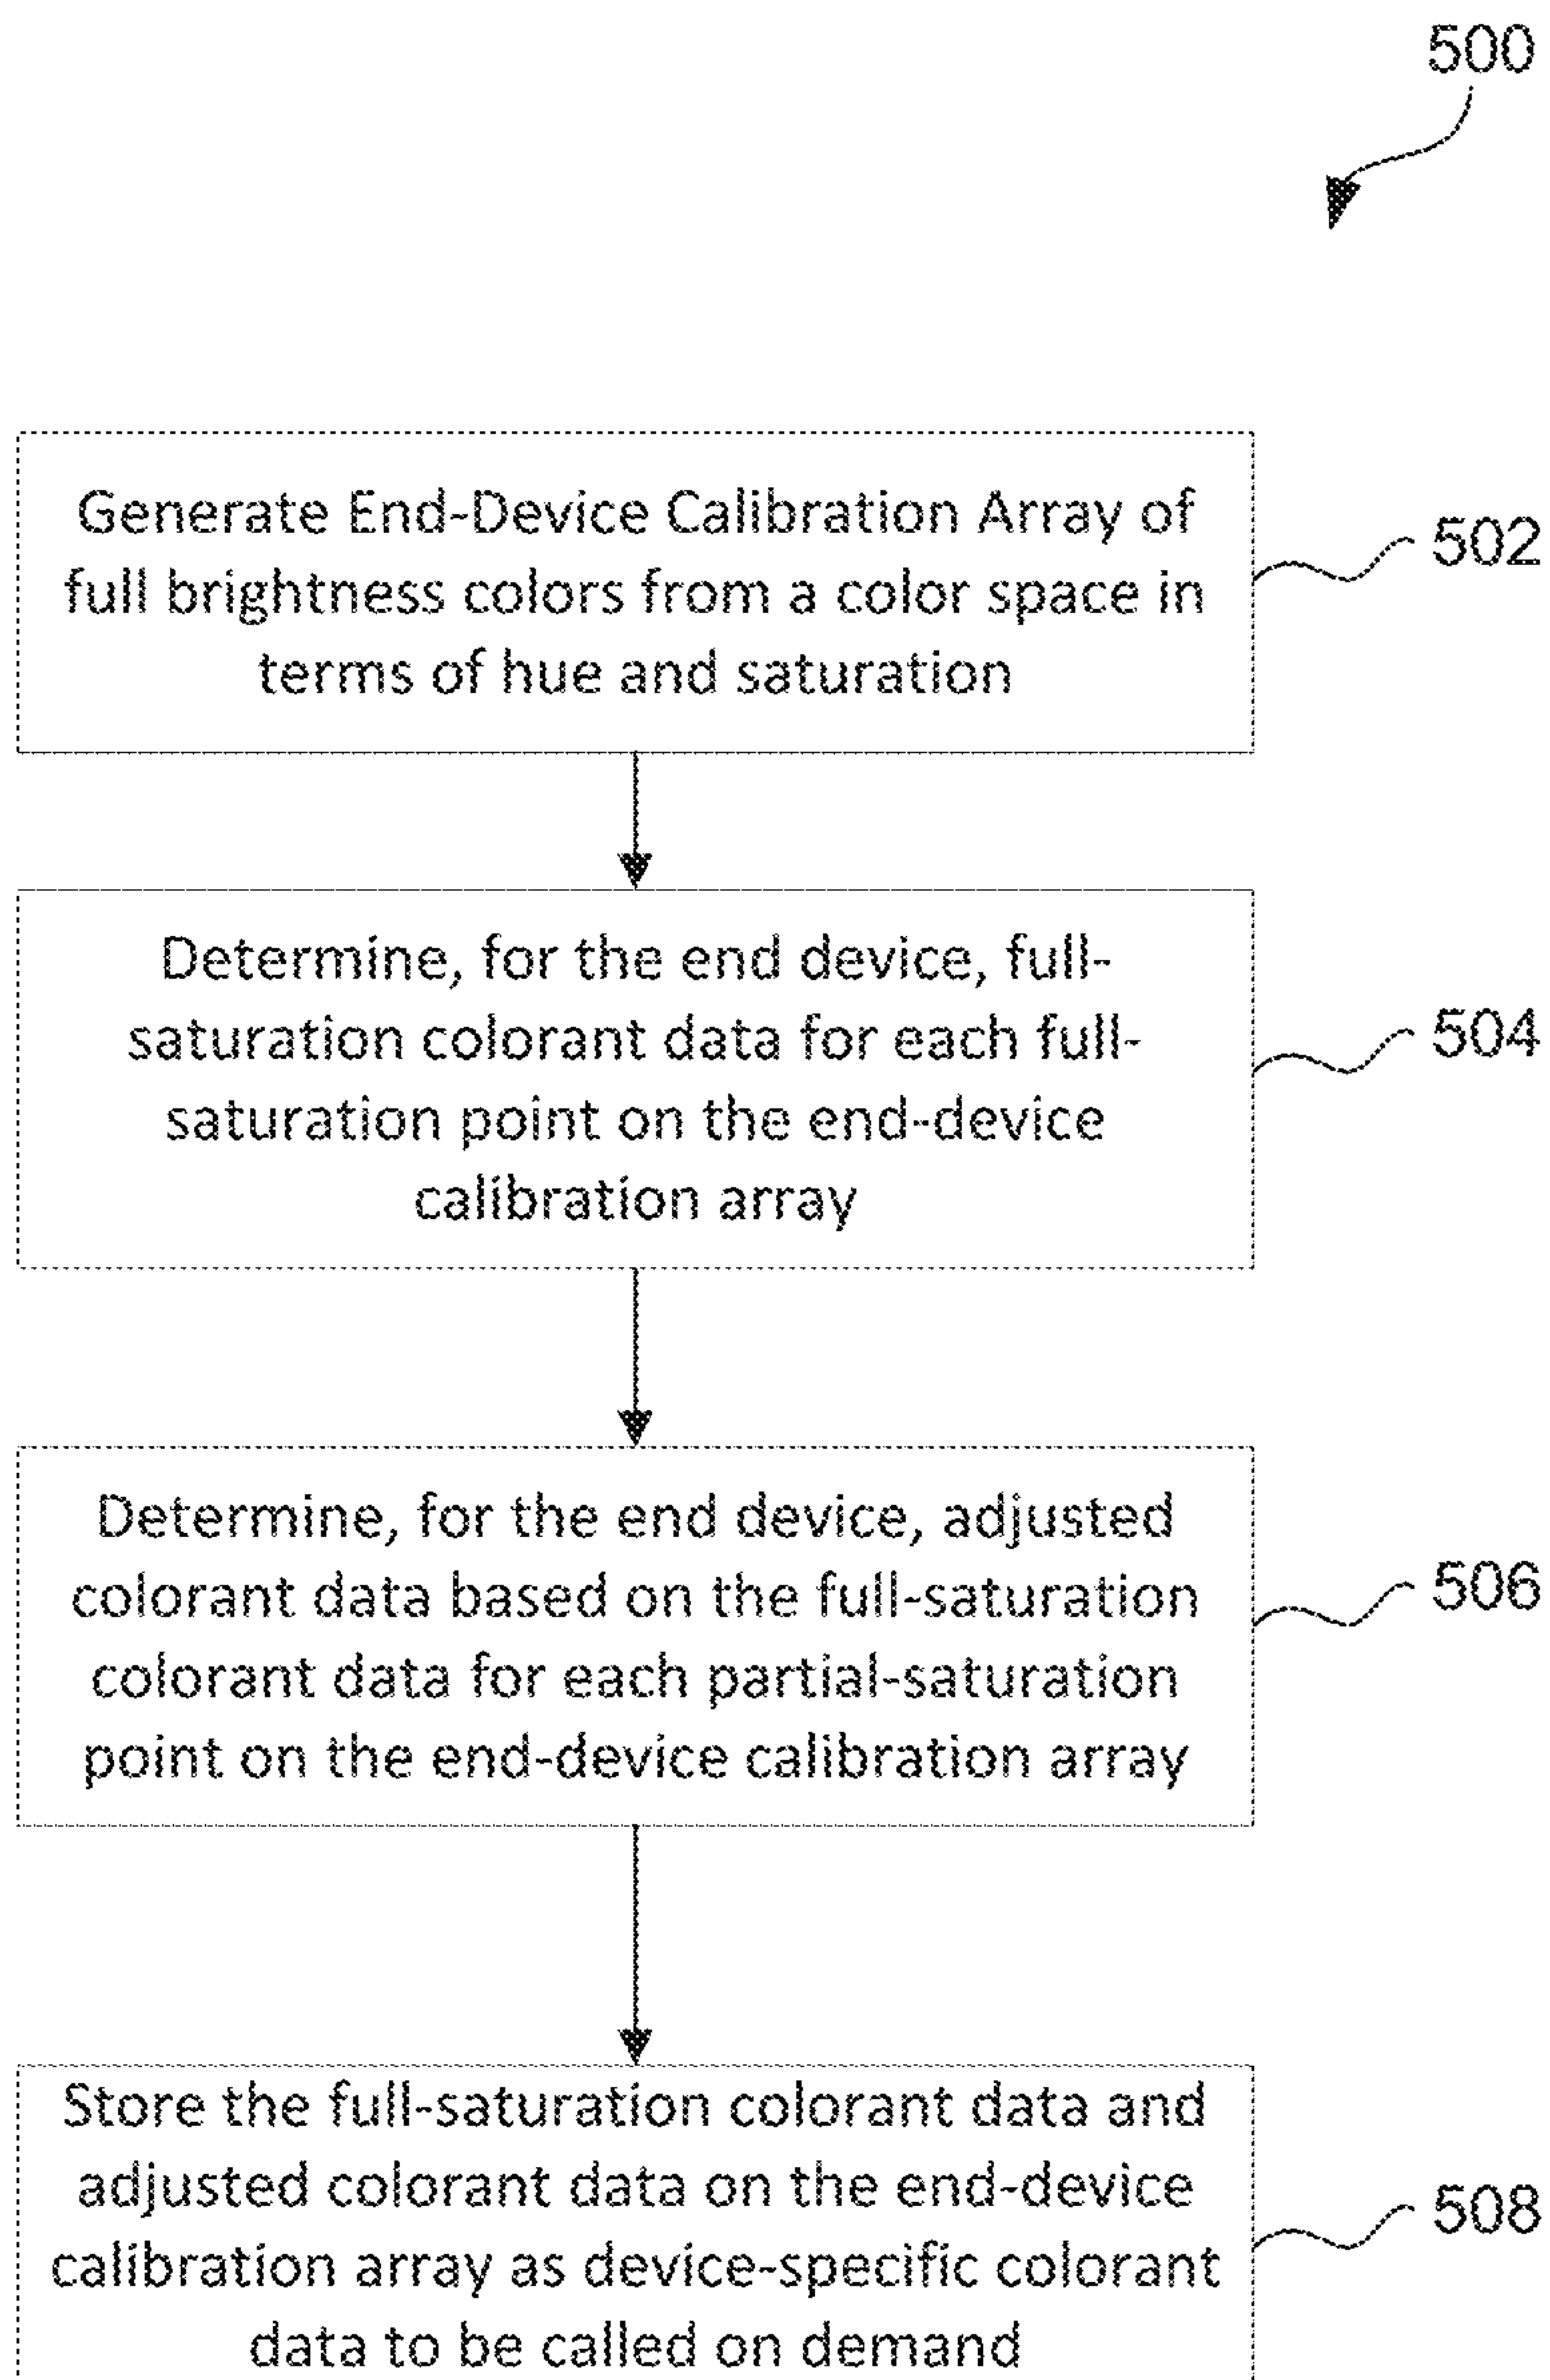 500
Generate End-Device Calibration Array of
full brightness colors from a color space in
terms of hue and saturation
502
Determine, for the end device, full-
saturation colorant data for each full-
saturation point on the end-device
calibration array
504
Determine, for the end device, adjusted
colorant data based on the full-saturation
colorant data for each partial-saturation
point on the end-device calibration array
506
Store the full-saturation colorant data and
adjusted colorant data on the end-device
calibration array as device-specific colorant
data to be called on demand
508